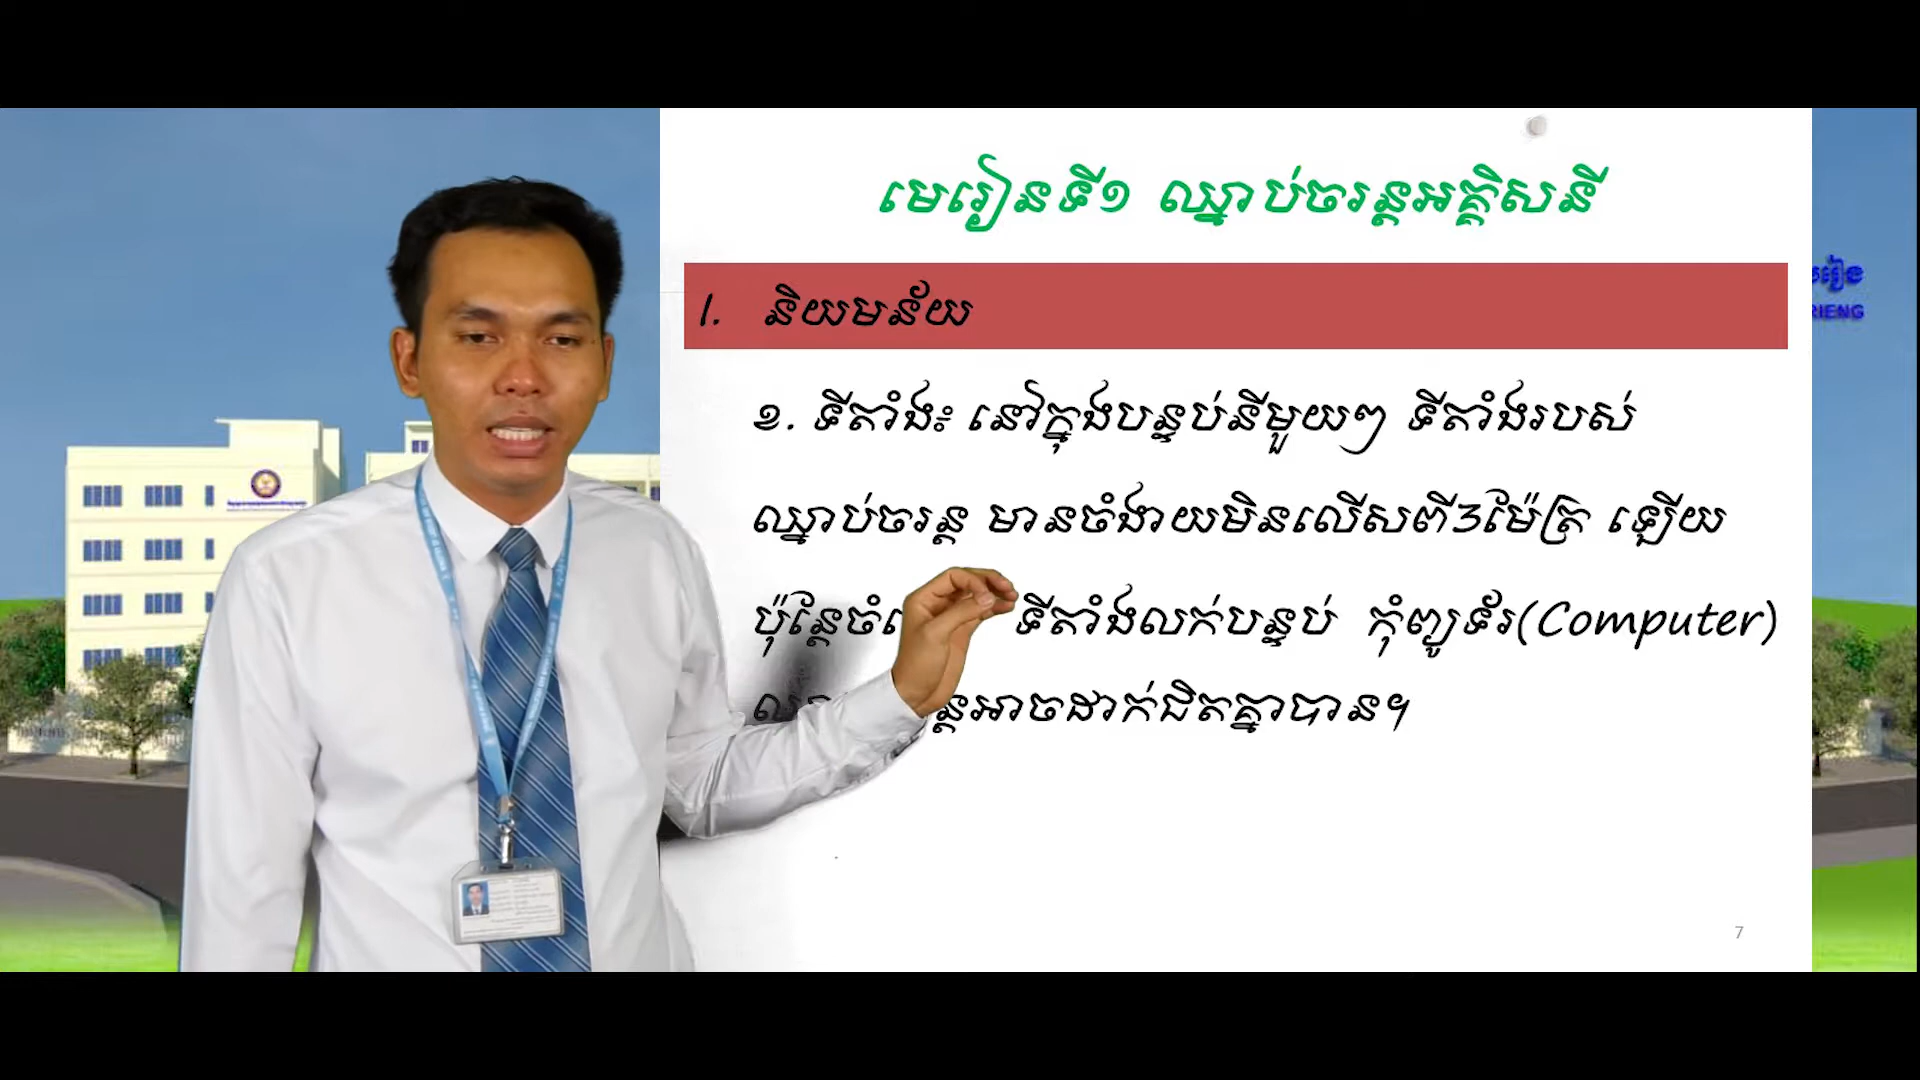 មេរៀនទី១ ឈ្នាប់ចរន្តអគ្គិសនី
I. និយមន័យ
ខ. ទីតាំង៖ នៅក្នុងបន្ទប់នីមួយៗ ទីតាំងរបស់
ឈ្នាប់ចរន្ត មានចំងាយមិនលើសពី3ម៉ែត្រ ឡើយ
ប៉ុន្តែ ទីតាំងលក់បន្ទប់ កុំព្យូទ័រ(Computer)
អាចដាក់ជិតគ្នាបាន។
7